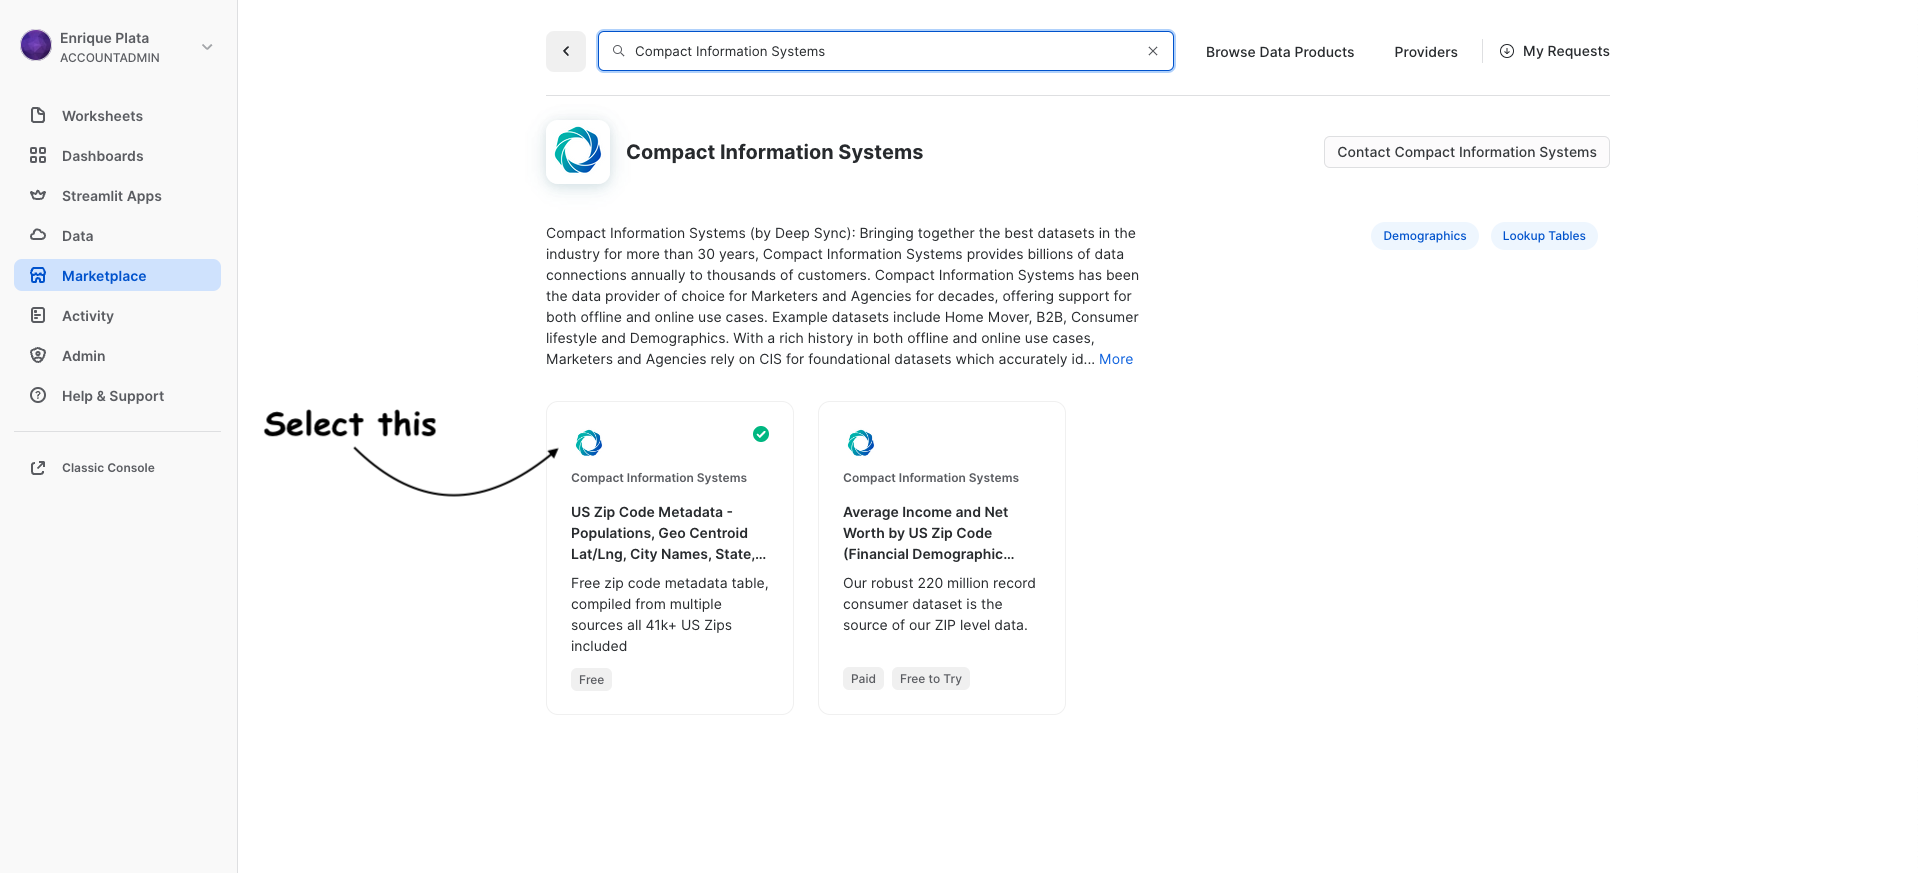 Enrique Plata
ACCOUNTADMIN
Worksheets
Dashboards
Streamlit Apps
Data
Marketplace
Activity
Admin
Help & Support
Classic Console
Compact Information Systems
Browse Data Products
Providers
My Requests
Compact Information Systems
Contact Compact Information Systems
Compact Information Systems (by Deep Sync): Bringing together the best datasets in the
industry for more than 30 years, Compact Information Systems provides billions of data
connections annually to thousands of customers. Compact Information Systems has been
the data provider of choice for Marketers and Agencies for decades, offering support for
both offline and online use cases. Example datasets include Home Mover, B2B, Consumer
lifestyle and Demographics. With a rich history in both offline and online use cases,
Marketers and Agencies rely on CIS for foundational datasets which accurately id... More
Demographics
Lookup Tables
Select this
Compact Information Systems
US Zip Code Metadata -
Populations, Geo Centroid
Lat/Lng, City Names, State,...
Free zip code metadata table,
compiled from multiple
sources all 41k+ US Zips
included
Free
Compact Information Systems
Average Income and Net
Worth by US Zip Code
(Financial Demographic...
Our robust 220 million record
consumer dataset is the
source of our ZIP level data.
Paid
Free to Try